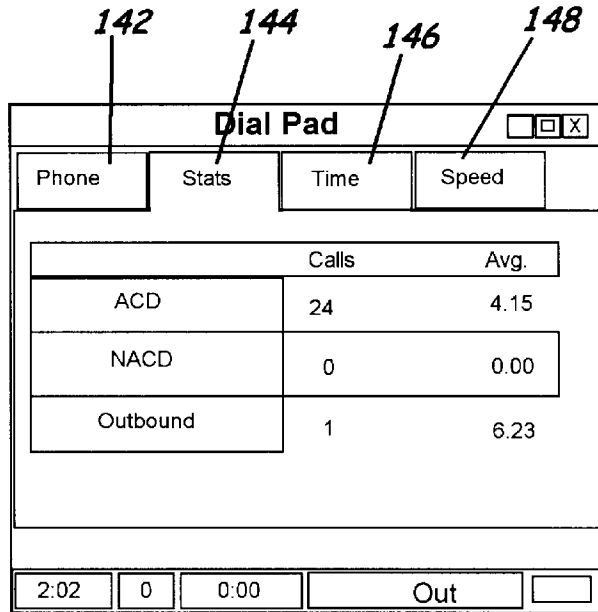 142 144 146 148
Dial Pad X
Phone Stats Time Speed
Calls Avg.
ACD 24 4.15
NACD 0 0.00
Outbound 1 6.23
2:02 0 0:00 Out